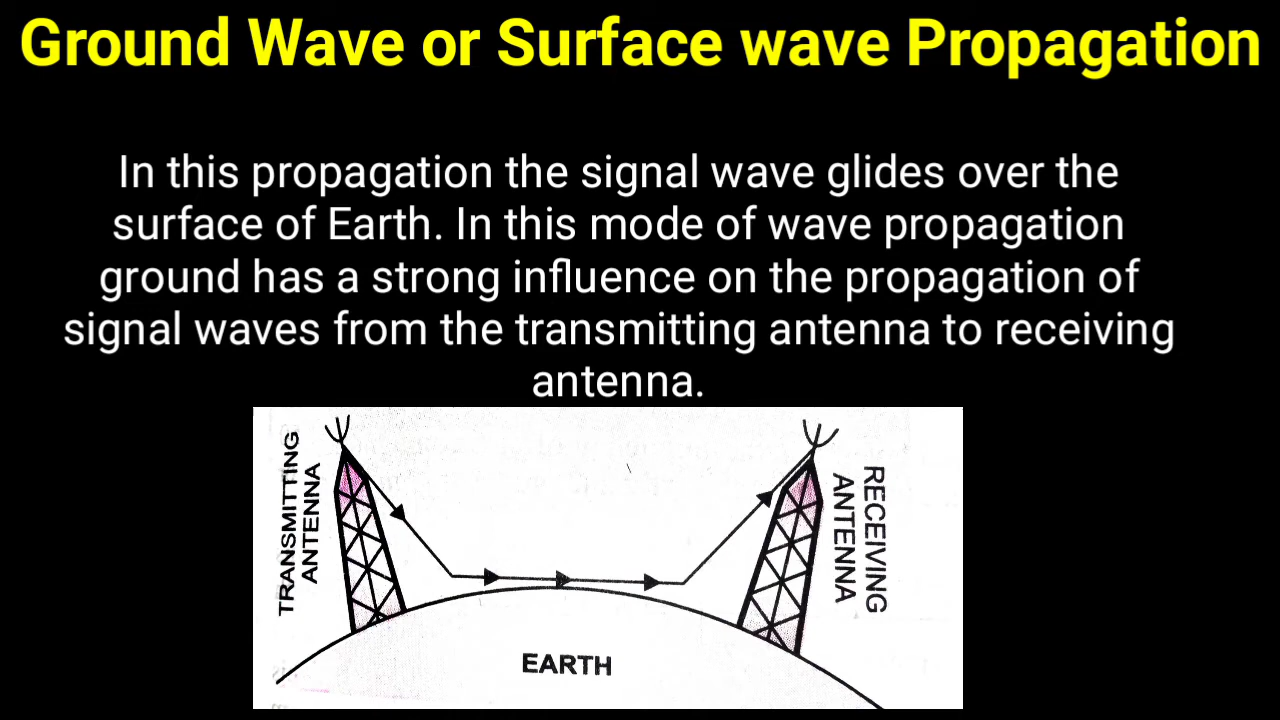 Ground Wave or Surface wave Propagation
In this propagation the signal wave glides over the
surface of Earth. In this mode of wave propagation
ground has a strong influence on the propagation of
signal waves from the transmitting antenna to receiving
antenna.
TRANSMITTING
ANTENNA
RECEIVING
ANTENNA
EARTH